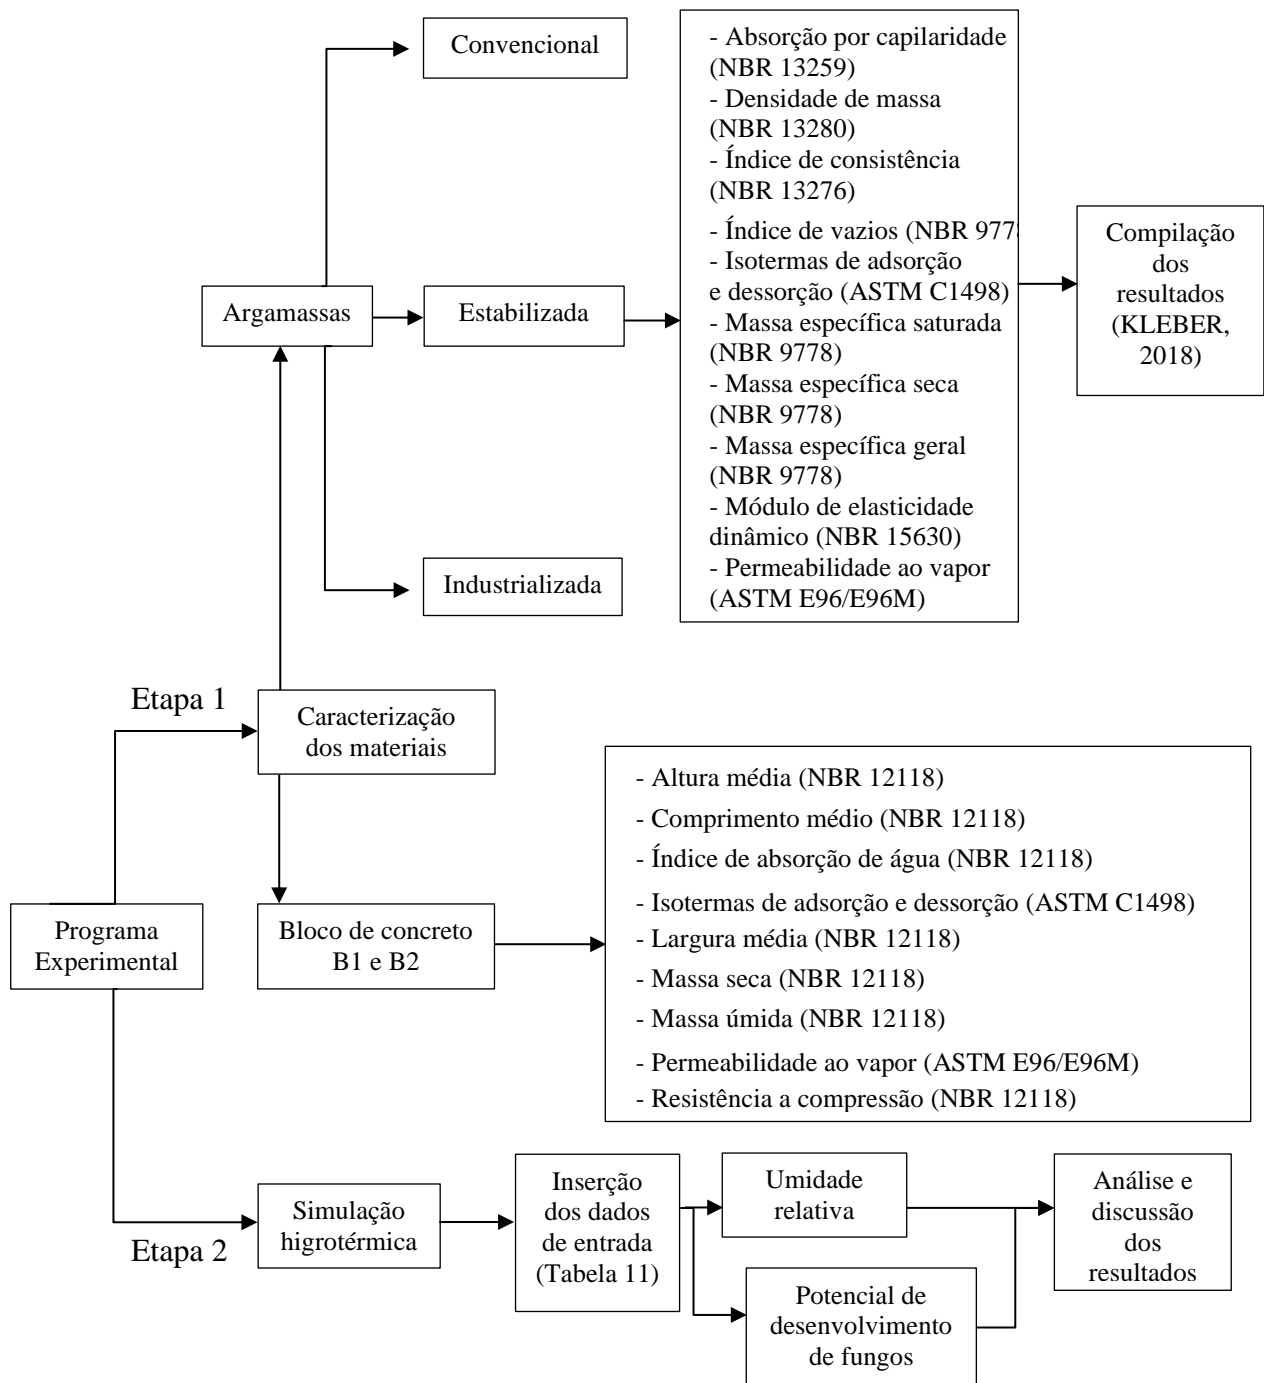 Convencional
- Absorção por capilaridade
(NBR 13259)
- Densidade de massa
(NBR 13280)
- Índice de consistência
(NBR 13276)
- Índice de vazios (NBR 977
- Isotermas de adsorção
e dessorção (ASTM C1498)
- Massa específica saturada
(NBR 9778)
- Massa específica seca
(NBR 9778)
- Massa específica geral
(NBR 9778)
- Módulo de elasticidade
dinâmico (NBR 15630)
- Permeabilidade ao vapor
(ASTM E96/E96M)
Compilação
dos
resultados
(KLEBER,
2018)
Argamassas
Estabilizada
Industrializada
Etapa 1
Caracterização
dos materiais
- Altura média (NBR 12118)
- Comprimento médio (NBR 12118)
- Índice de absorção de água (NBR 12118)
- Isotermas de adsorção e dessorção (ASTM C1498)
- Largura média (NBR 12118)
- Massa seca (NBR 12118)
- Massa úmida (NBR 12118)
- Permeabilidade ao vapor (ASTM E96/E96M)
- Resistência a compressão (NBR 12118)
Programa
Experimental
Bloco de concreto
B1 e B2
Etapa 2
Simulação
higrotérmica
Inserção
dos dados
de entrada
(Tabela 11)
Umidade
relativa
Potencial de
desenvolvimento
de fungos
Análise e
discussão
dos
resultados